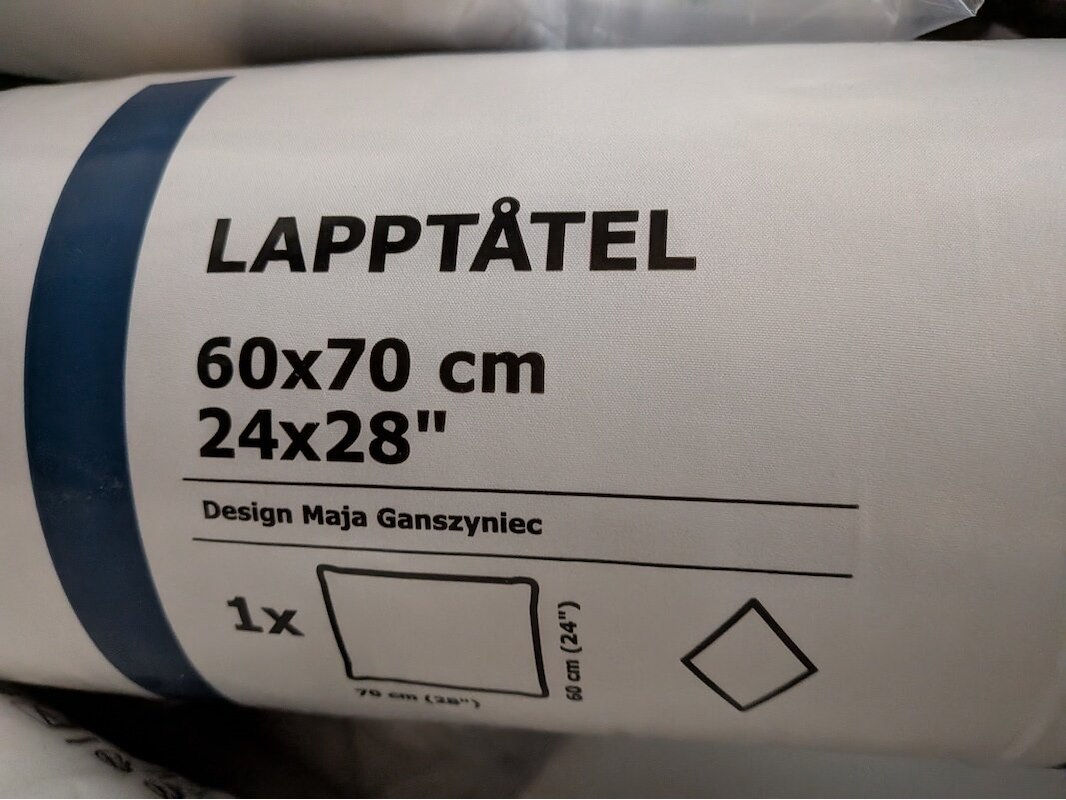 LAPPTÅTEL
60x70 cm
24x28"
Design Maja Ganszyniec
1x
70 cm (28")
60 cm (24")